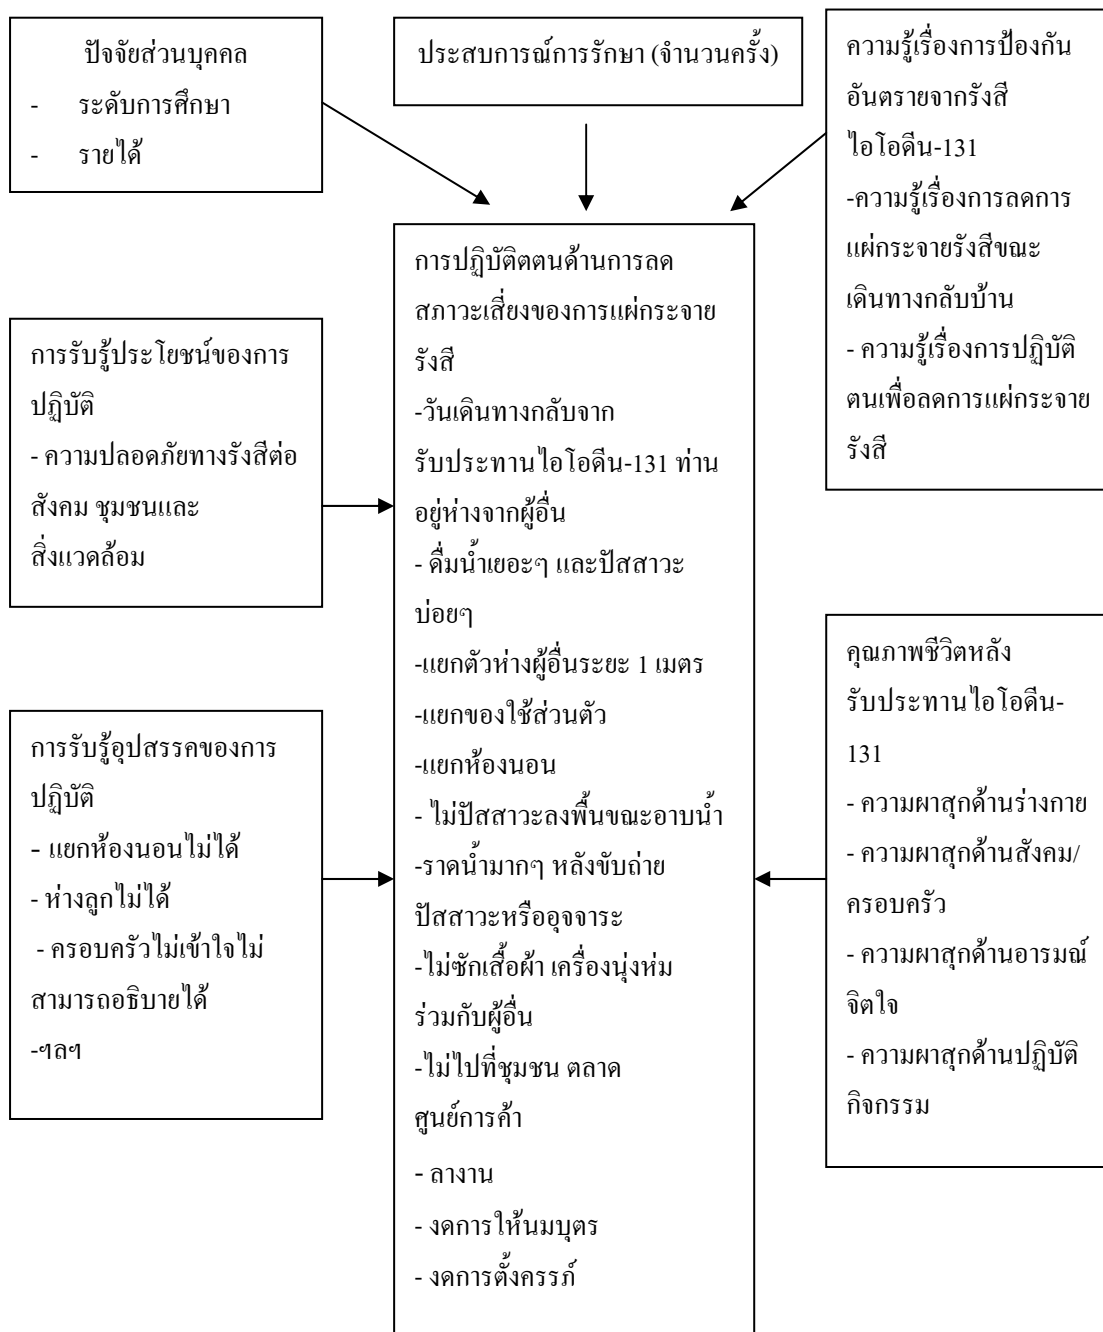 ปัจจัยส่วนบุคคล
- ระดับการศึกษา
- รายได้
ประสบการณ์การรักษา (จำนวนครั้ง)
ความรู้เรื่องการป้องกัน
อันตรายจากรังสี
ไอโอดีน-131
-ความรู้เรื่องการลดการ
แผ่กระจายรังสีขณะ
เดินทางกลับบ้าน
- ความรู้เรื่องการปฏิบัติ
ตนเพื่อลดการแผ่กระจาย
รังสี
การรับรู้ประโยชน์ของการ
ปฏิบัติ
- ความปลอดภัยทางรังสีต่อ
สังคม ชุมชนและ
สิ่งแวดล้อม
การรับรู้อุปสรรคของการ
ปฏิบัติ
- แยกห้องนอนไม่ได้
- ห่างลูกไม่ได้
- ครอบครัวไม่เข้าใจไม่
สามารถอธิบายได้
-ฯลฯ
การปฏิบัติตตนด้านการลด
สภาวะเสี่ยงของการแผ่กระจาย
รังสี
-วันเดินทางกลับจาก
รับประทานไอโอดีน-131 ท่าน
อยู่ห่างจากผู้อื่น
- ดื่มน้ำเยอะๆ และปัสสาวะ
บ่อยๆ
-แยกตัวห่างผู้อื่นระยะ 1 เมตร
-แยกของใช้ส่วนตัว
-แยกห้องนอน
- ไม่ปัสสาวะลงพื้นขณะอาบน้ำ
-ราดน้ำมากๆ หลังขับถ่าย
ปัสสาวะหรืออุจจาระ
-ไม่ซักเสื้อผ้า เครื่องนุ่งห่ม
ร่วมกับผู้อื่น
-ไม่ไปที่ชุมชน ตลาด
ศูนย์การค้า
- ลางาน
- งดการให้นมบุตร
- งดการตั้งครรภ์
คุณภาพชีวิตหลัง
รับประทานไอโอดีน-
131
- ความผาสุกด้านร่างกาย
- ความผาสุกด้านสังคม/
ครอบครัว
- ความผาสุกด้านอารมณ์
จิตใจ
- ความผาสุกด้านปฏิบัติ
กิจกรรม